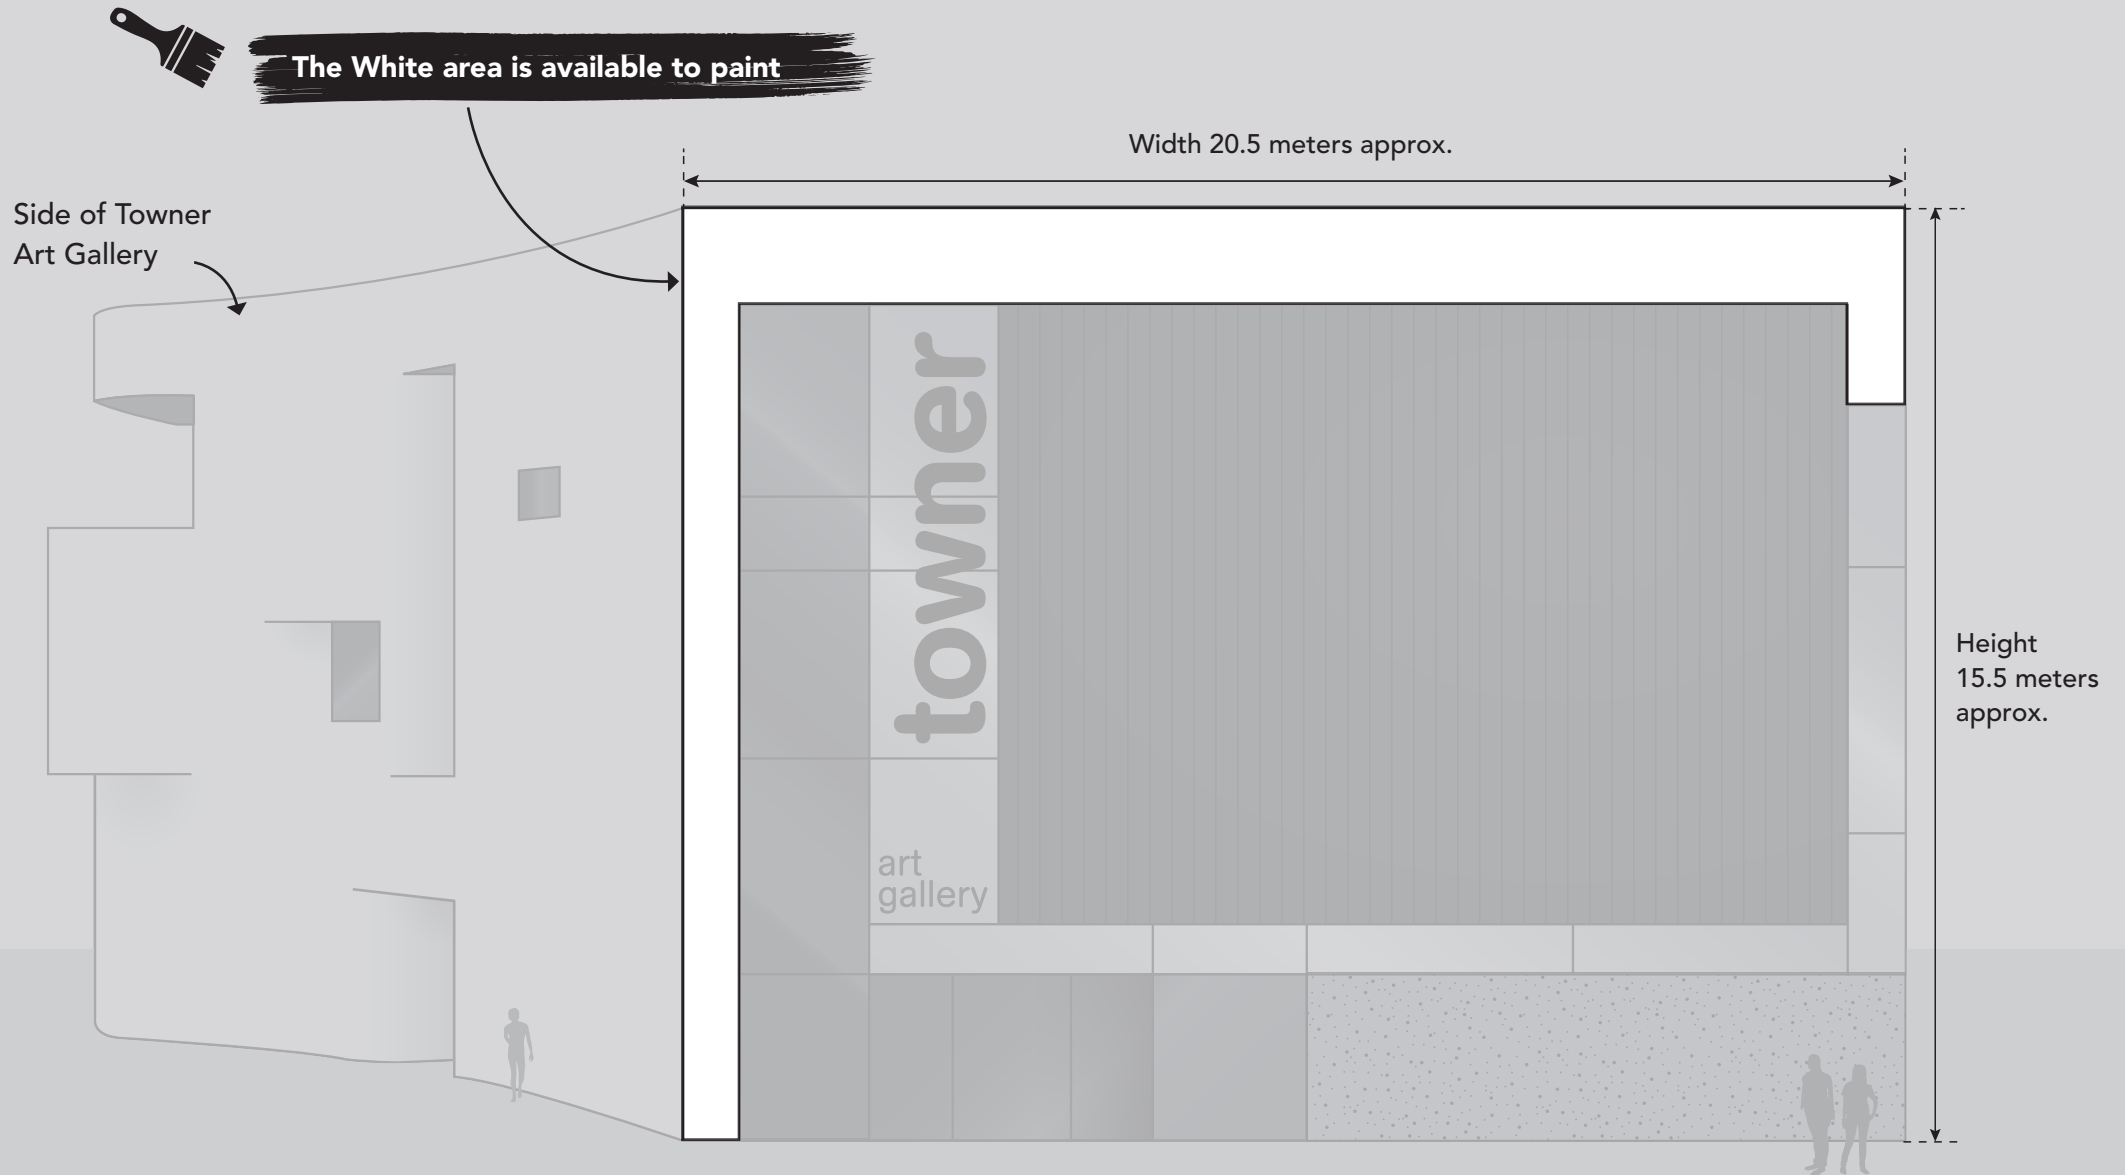 The White area is available to paint
Width 20.5 meters approx.
Side of Towner
Art Gallery
towner
art
gallery
Height
15.5 meters
approx.